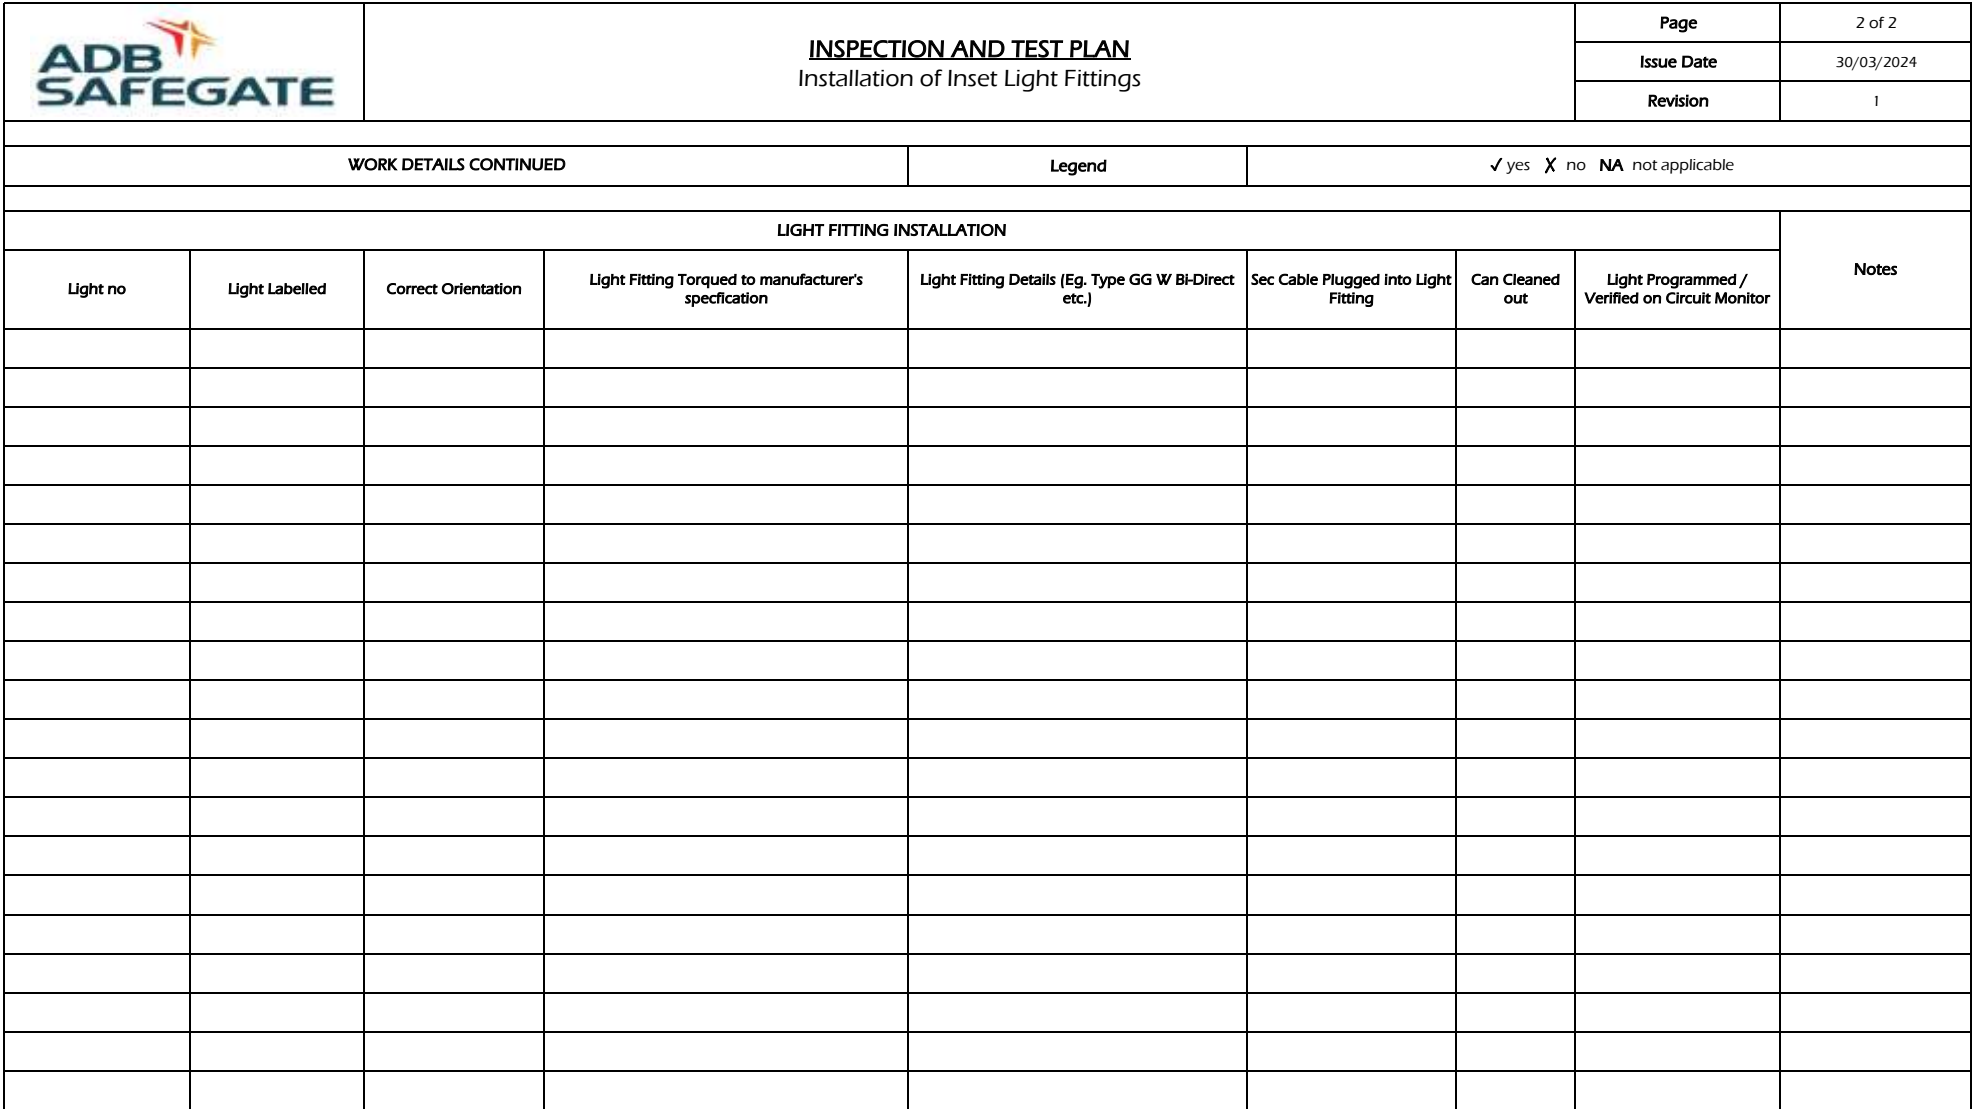 ADB
SAFEGATE
INSPECTION AND TEST PLAN
Installation of Inset Light Fittings
Page
2 of 2
Issue Date
30/03/2024
Revision
1
WORK DETAILS CONTINUED
Legend
✓ yes ✗ no NA not applicable
LIGHT FITTING INSTALLATION
Notes
Light no
Light Labelled
Correct Orientation
Light Fitting Torqued to manufacturer's
specfication
Light Fitting Details (Eg. Type GG W Bi-Direct
etc.)
Sec Cable Plugged into Light
Fitting
Can Cleaned
out
Light Programmed /
Verified on Circuit Monitor